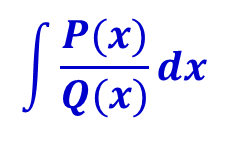 ∫ P(x)/Q(x) dx